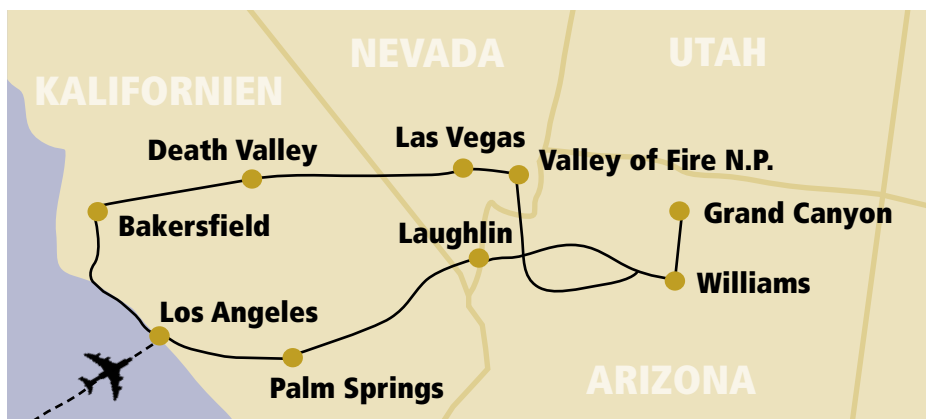 NEVADA
UTAH
KALIFORNIEN
Las Vegas
Death Valley
Valley of Fire N.P.
Grand Canyon
Bakersfield
Laughlin
Williams
Los Angeles
Palm Springs
ARIZONA